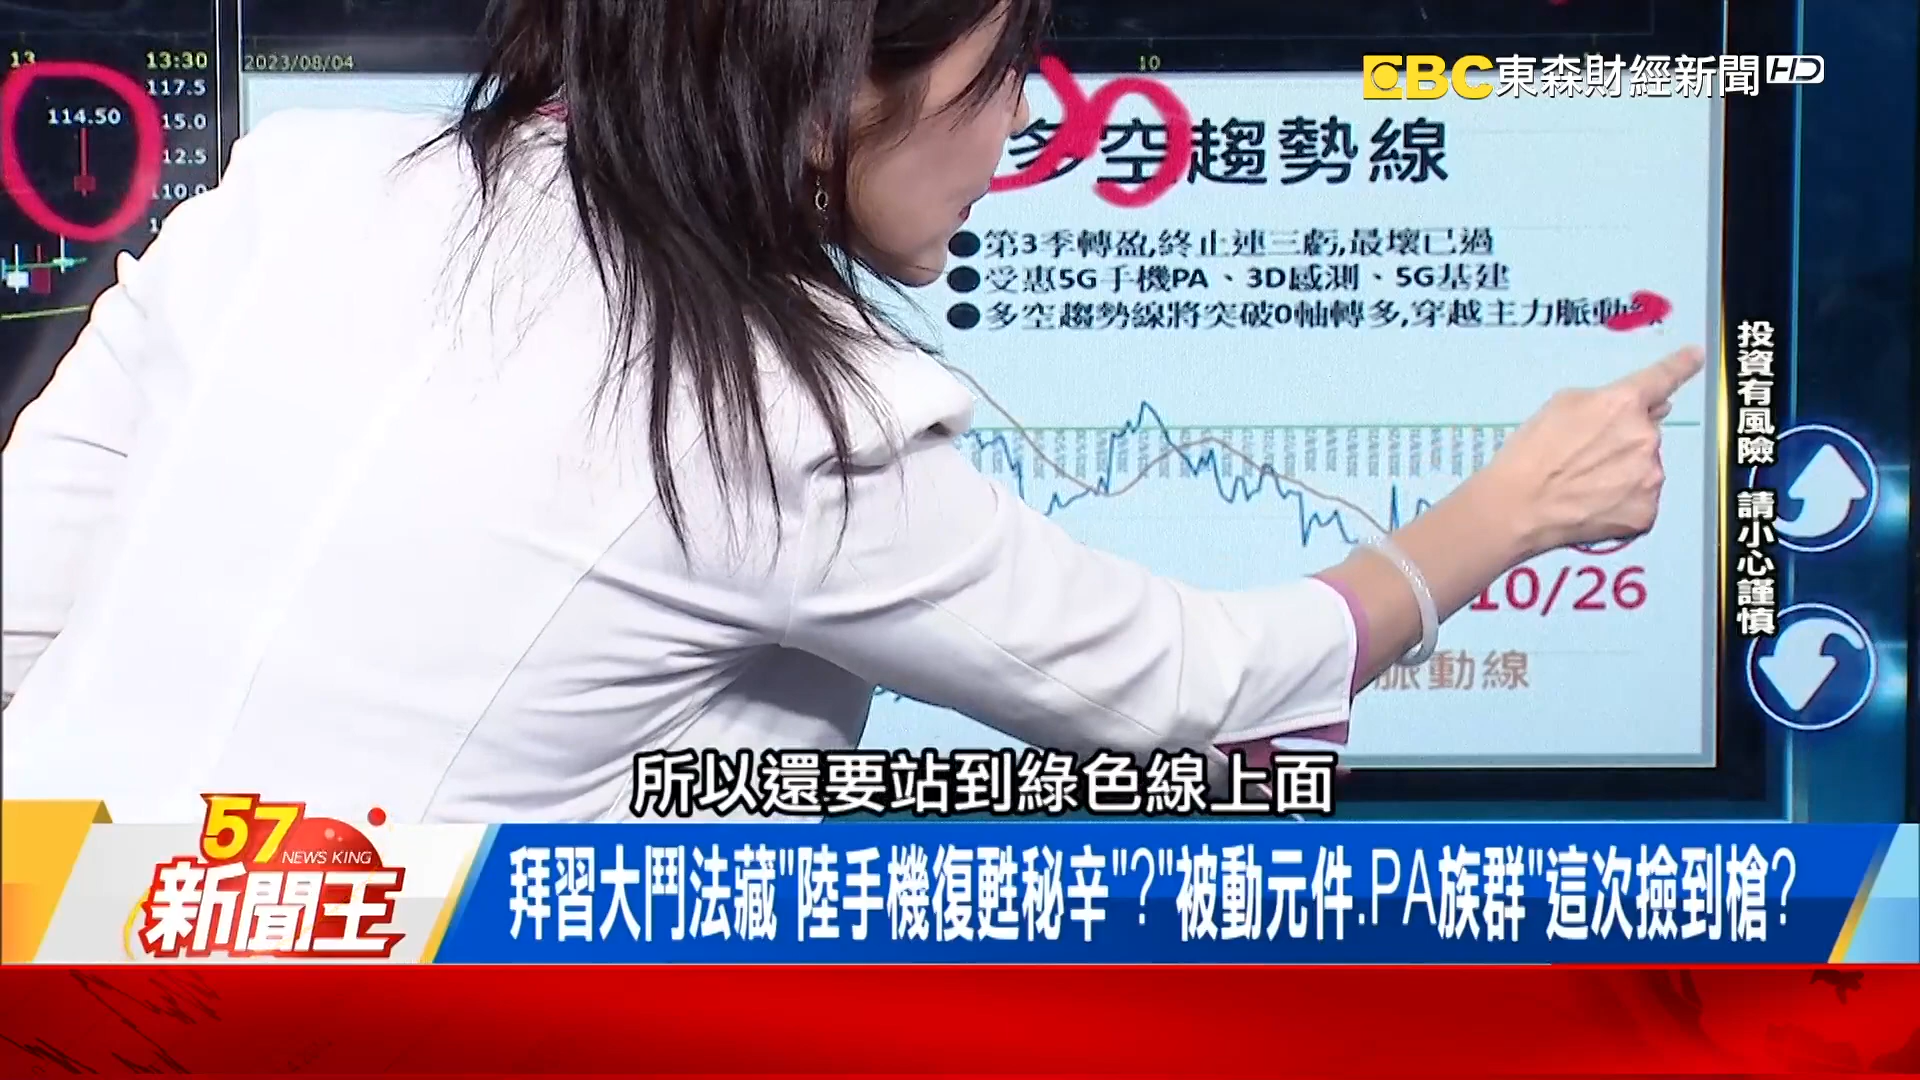 13
13:30
2023/08/04
10
EBC東森財經新聞HD
117.5
114.50
15.0
12.5
110.0
多空趨勢線
●第3季轉盈,終止連三虧,最壞已過
●受惠5G手機PA、3D感測、5G基建
●多空趨勢線將突破0軸轉多,穿越主力脈動線
投資有風險 請小心謹慎
10/26
脈動線
所以還要站到綠色線上面
57
NEWS KING
新聞王
拜習大鬥法藏"陸手機復甦秘辛"?"被動元件.PA族群"這次撿到槍?